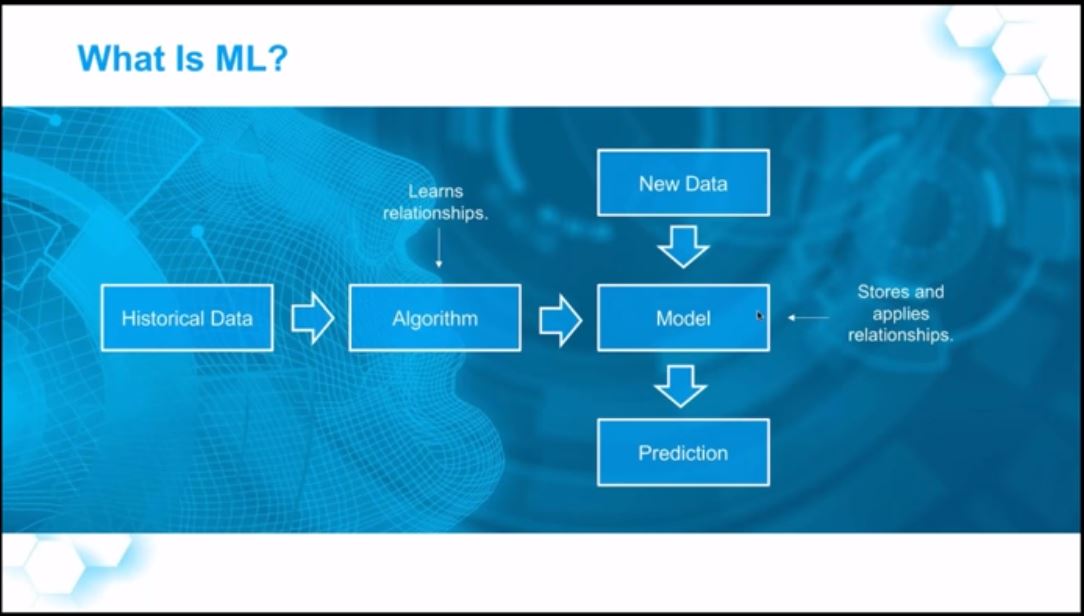 What Is ML?
New Data
Learns
relationships.
Historical Data
Algorithm
Model
Stores and
applies
relationships.
Prediction